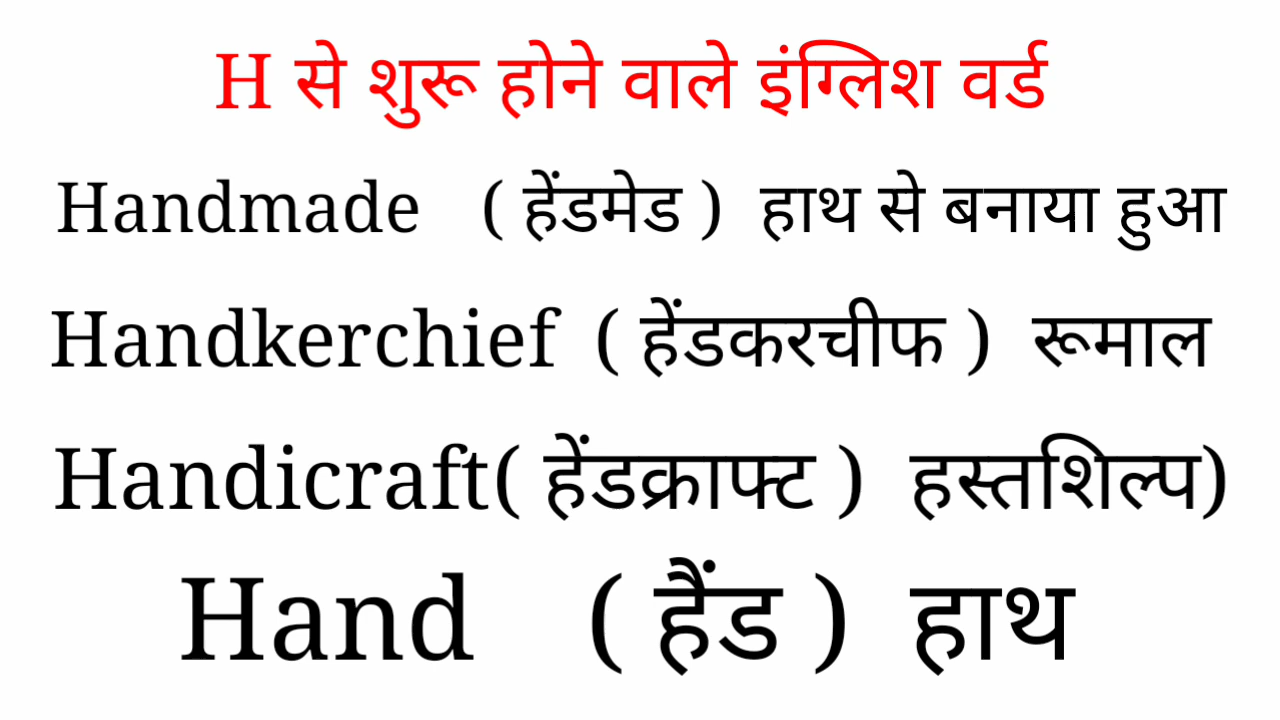 H से शुरू होने वाले इंग्लिश वर्ड
Handmade ( हेंडमेड ) हाथ से बनाया हुआ
Handkerchief ( हेंडकरचीफ ) रूमाल
Handicraft( हेंडक्राफ्ट ) हस्तशिल्प)
Hand ( हैंड ) हाथ